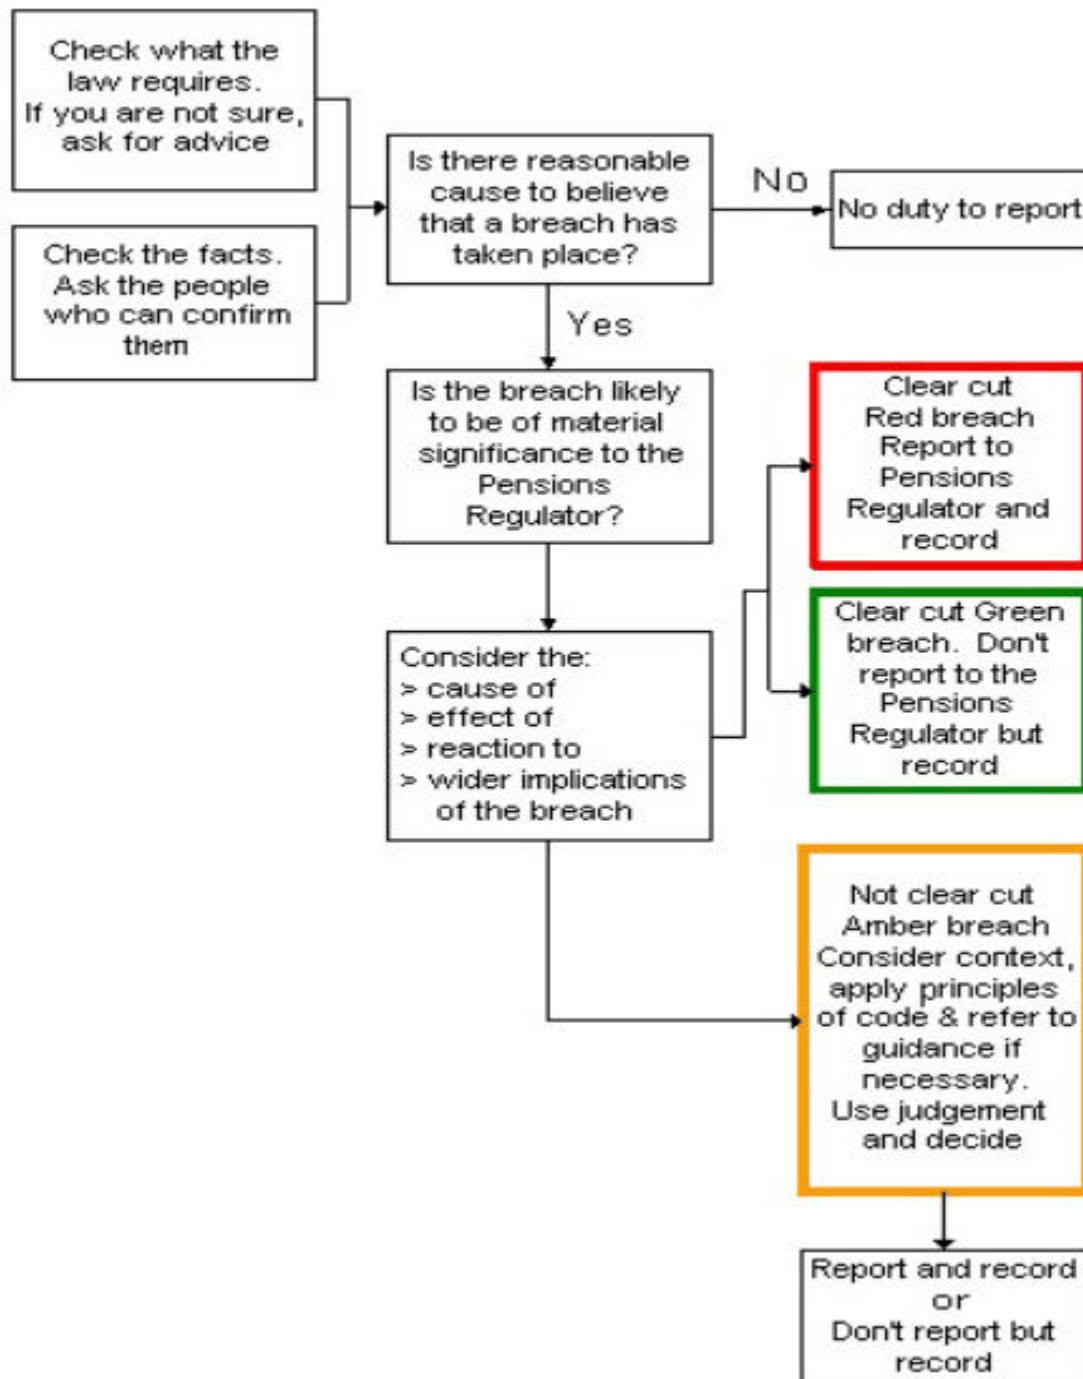 Check what the
law requires.
If you are not sure,
ask for advice
Check the facts.
Ask the people
who can confirm
them
Is there reasonable
cause to believe
that a breach has
taken place?
No
No duty to report
Yes
Is the breach likely
to be of material
significance to the
Pensions
Regulator?
Consider the:
> cause of
> effect of
> reaction to
> wider implications
of the breach
Clear cut
Red breach
Report to
Pensions
Regulator and
record
Clear cut Green
breach. Don't
report to the
Pensions
Regulator but
record
Not clear cut
Amber breach
Consider context,
apply principles
of code & refer to
guidance if
necessary.
Use judgement
and decide
Report and record
or
Don't report but
record